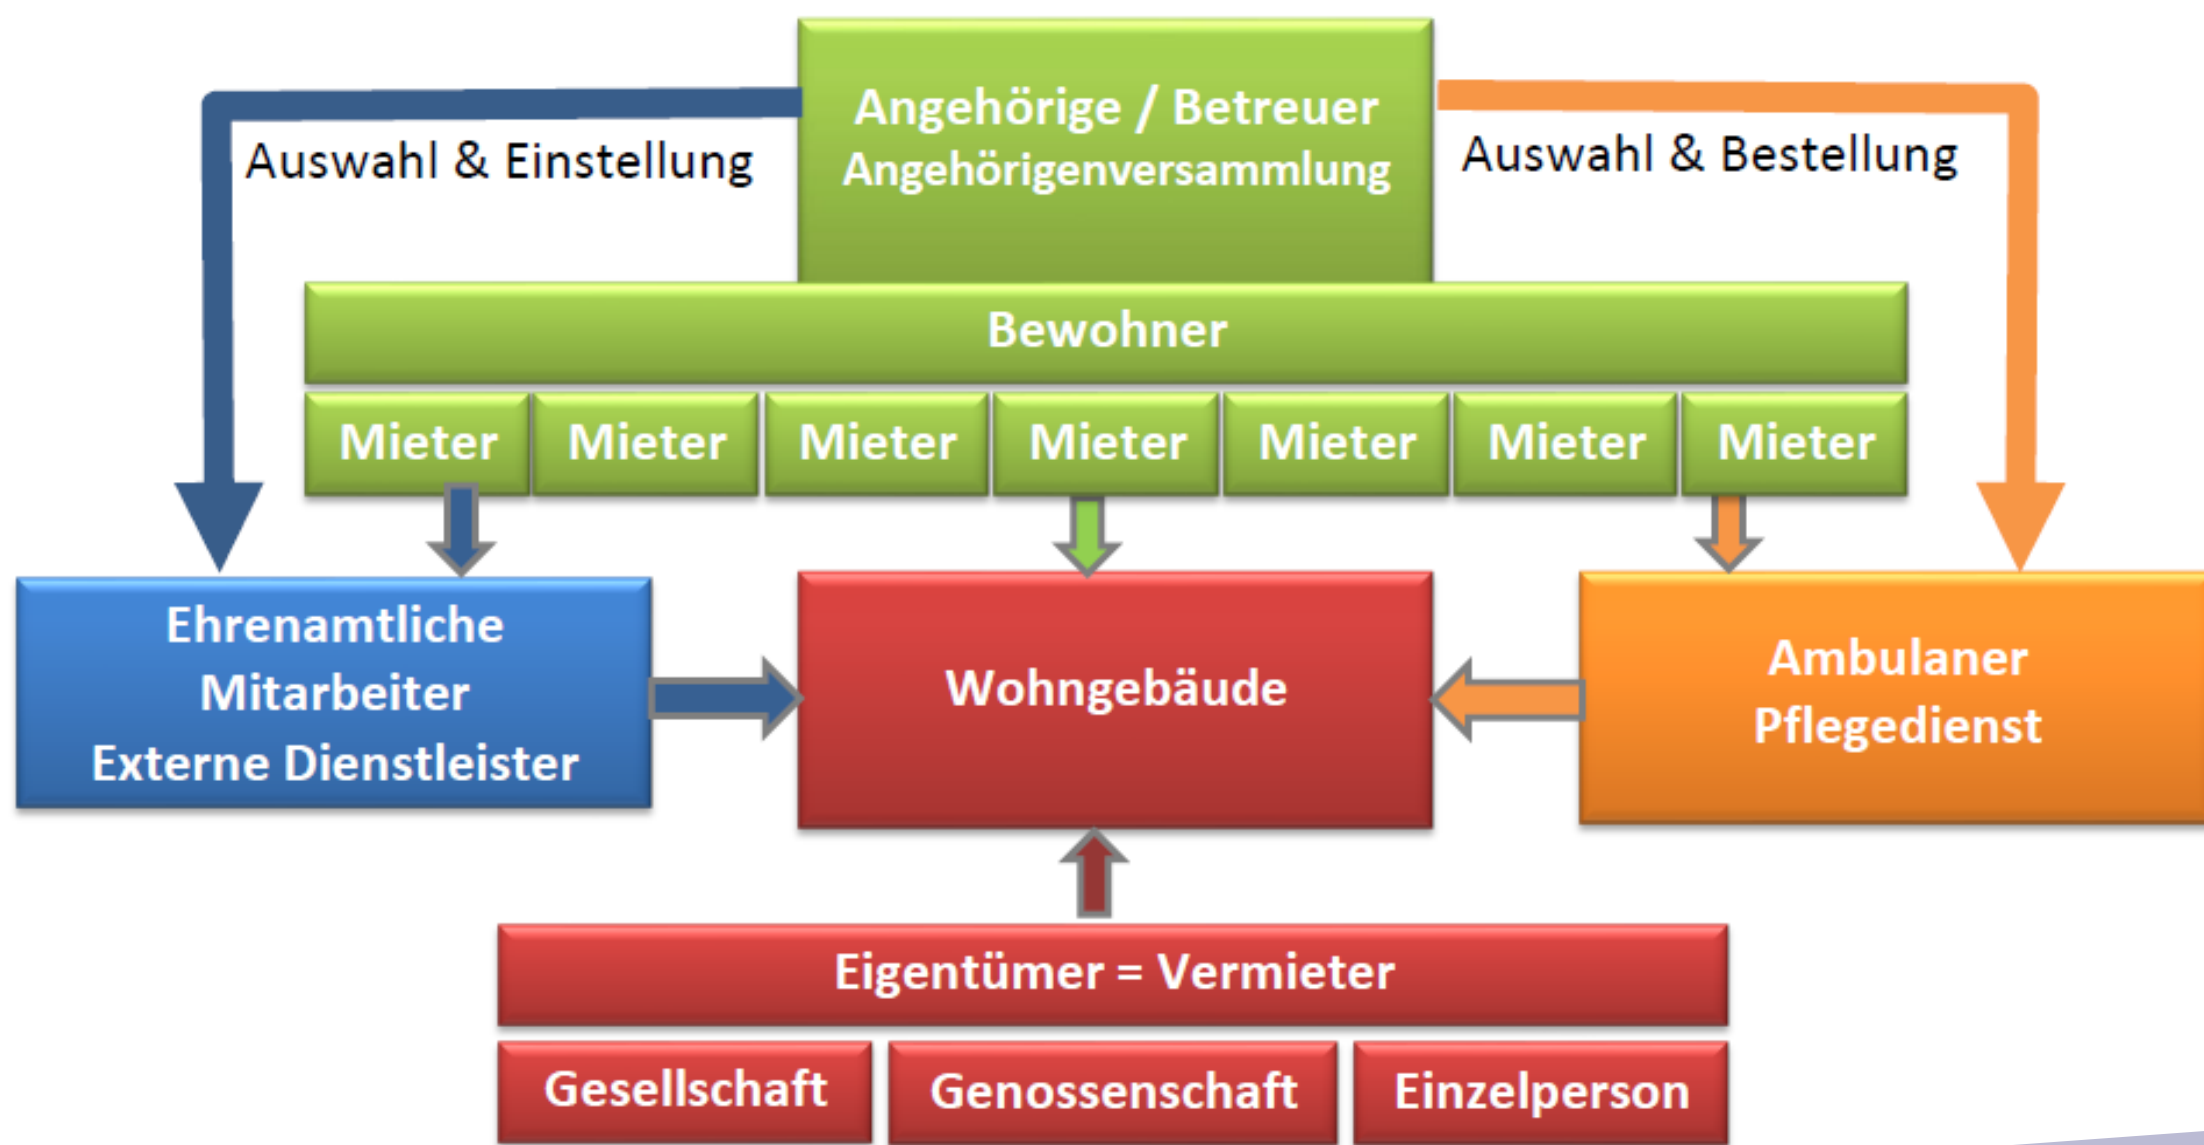 Angehörige / Betreuer
Angehörigenversammlung
Auswahl & Einstellung
Auswahl & Bestellung
Bewohner
Mieter Mieter Mieter Mieter Mieter Mieter Mieter
Ehrenamtliche
Mitarbeiter
Externe Dienstleister
Wohngebäude
Ambulaner
Pflegedienst
Eigentümer = Vermieter
Gesellschaft Genossenschaft Einzelperson